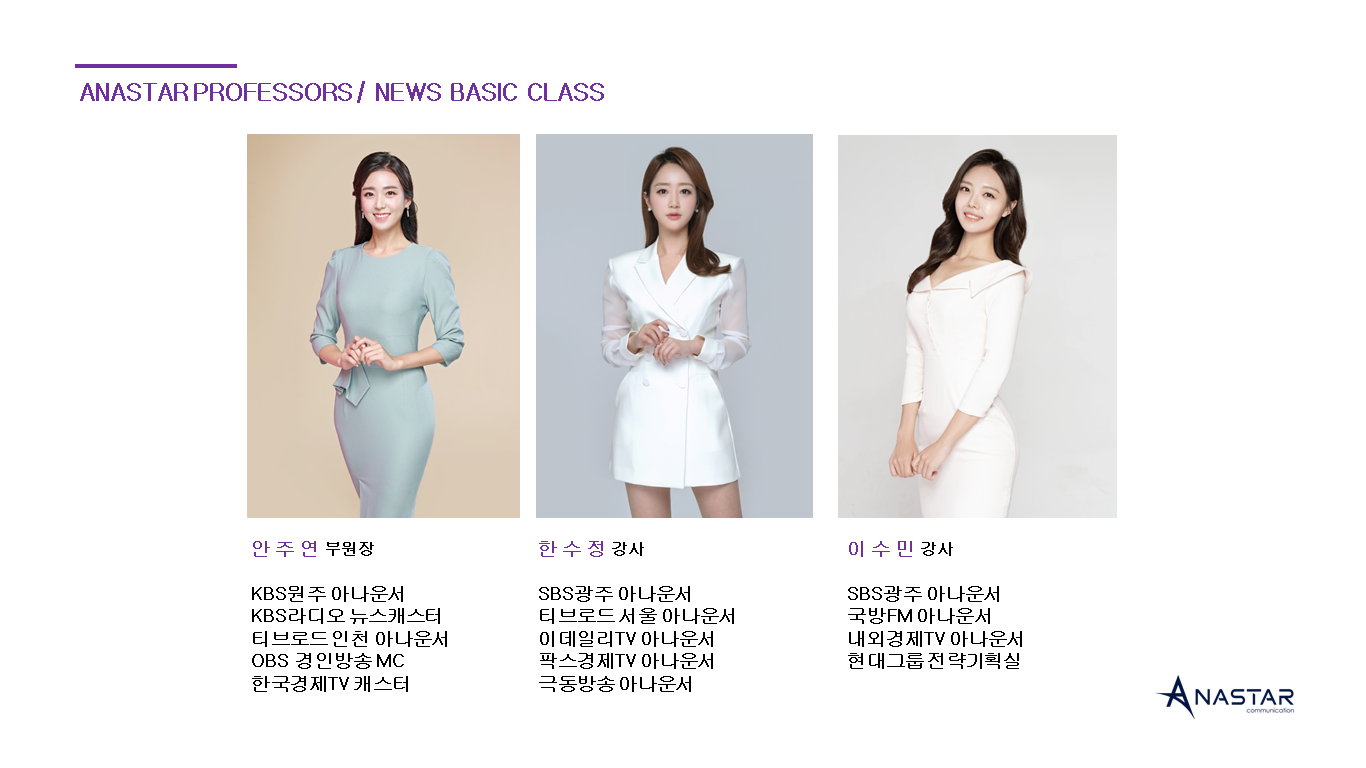 ANASTAR PROFESSORS / NEWS BASIC CLASS
안 주 연 부원장
KBS원주 아나운서
KBS라디오 뉴스캐스터
티브로드 인천 아나운서
OBS 경인방송 MC
한국경제TV 캐스터
한 수 정 강사
SBS광주 아나운서
티브로드 서울 아나운서
이데일리TV 아나운서
팍스경제TV 아나운서
극동방송 아나운서
이 수 민 강사
SBS광주 아나운서
국방FM 아나운서
내외경제TV 아나운서
현대그룹 전략기획실
ANASTAR
communication